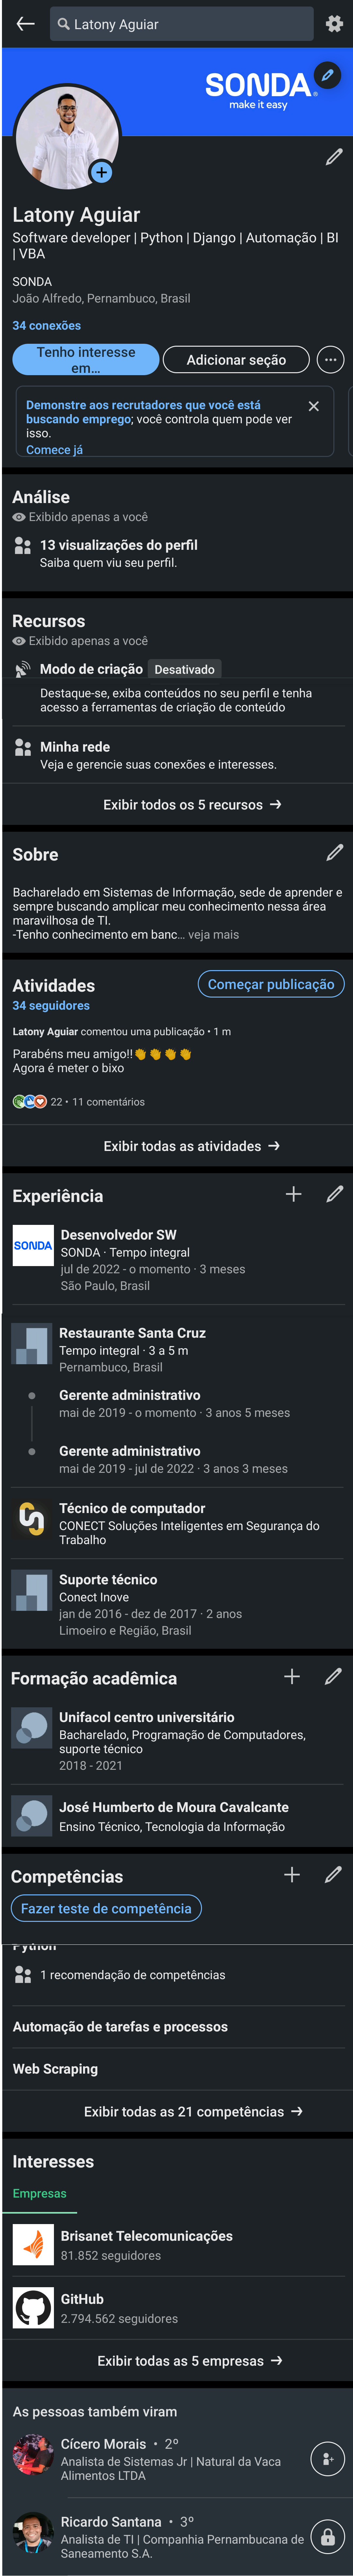 Latony Aguiar
SONDA
make it easy
Latony Aguiar
Software developer | Python | Django | Automação | BI
| VBA
SONDA
João Alfredo, Pernambuco, Brasil
34 conexões
Tenho interesse
em...
Adicionar seção
Demonstre aos recrutadores que você está
buscando emprego; você controla quem pode ver
isso.
Comece já
Análise
Exibido apenas a você
13 visualizações do perfil
Saiba quem viu seu perfil.
Recursos
Exibido apenas a você
Modo de criação Desativado
Destaque-se, exiba conteúdos no seu perfil e tenha
acesso a ferramentas de criação de conteúdo
Minha rede
Veja e gerencie suas conexões e interesses.
Exibir todos os 5 recursos →
Sobre
Bacharelado em Sistemas de Informação, sede de aprender e
sempre buscando amplicar meu conhecimento nessa área
maravilhosa de TI.
-Tenho conhecimento em banc... veja mais
Atividades
Começar publicação
34 seguidores
Latony Aguiar comentou uma publicação • 1 m
Parabéns meu amigo!!👏👏👏👏
Agora é meter o bixo
22 • 11 comentários
Exibir todas as atividades →
Experiência
SONDA
Desenvolvedor SW
SONDA · Tempo integral
jul de 2022 - o momento · 3 meses
São Paulo, Brasil
Restaurante Santa Cruz
Tempo integral · 3 a 5 m
Pernambuco, Brasil
Gerente administrativo
mai de 2019 - o momento · 3 anos 5 meses
Gerente administrativo
mai de 2019 - jul de 2022 · 3 anos 3 meses
Técnico de computador
CONECT Soluções Inteligentes em Segurança do
Trabalho
Suporte técnico
Conect Inove
jan de 2016 - dez de 2017 · 2 anos
Limoeiro e Região, Brasil
Formação acadêmica
Unifacol centro universitário
Bacharelado, Programação de Computadores,
suporte técnico
2018 - 2021
José Humberto de Moura Cavalcante
Ensino Técnico, Tecnologia da Informação
Competências
Fazer teste de competência
Python
1 recomendação de competências
Automação de tarefas e processos
Web Scraping
Exibir todas as 21 competências →
Interesses
Empresas
Brisanet Telecomunicações
81.852 seguidores
GitHub
2.794.562 seguidores
Exibir todas as 5 empresas →
As pessoas também viram
Cícero Morais • 2º
Analista de Sistemas Jr | Natural da Vaca
Alimentos LTDA
Ricardo Santana • 3º
Analista de TI | Companhia Pernambucana de
Saneamento S.A.